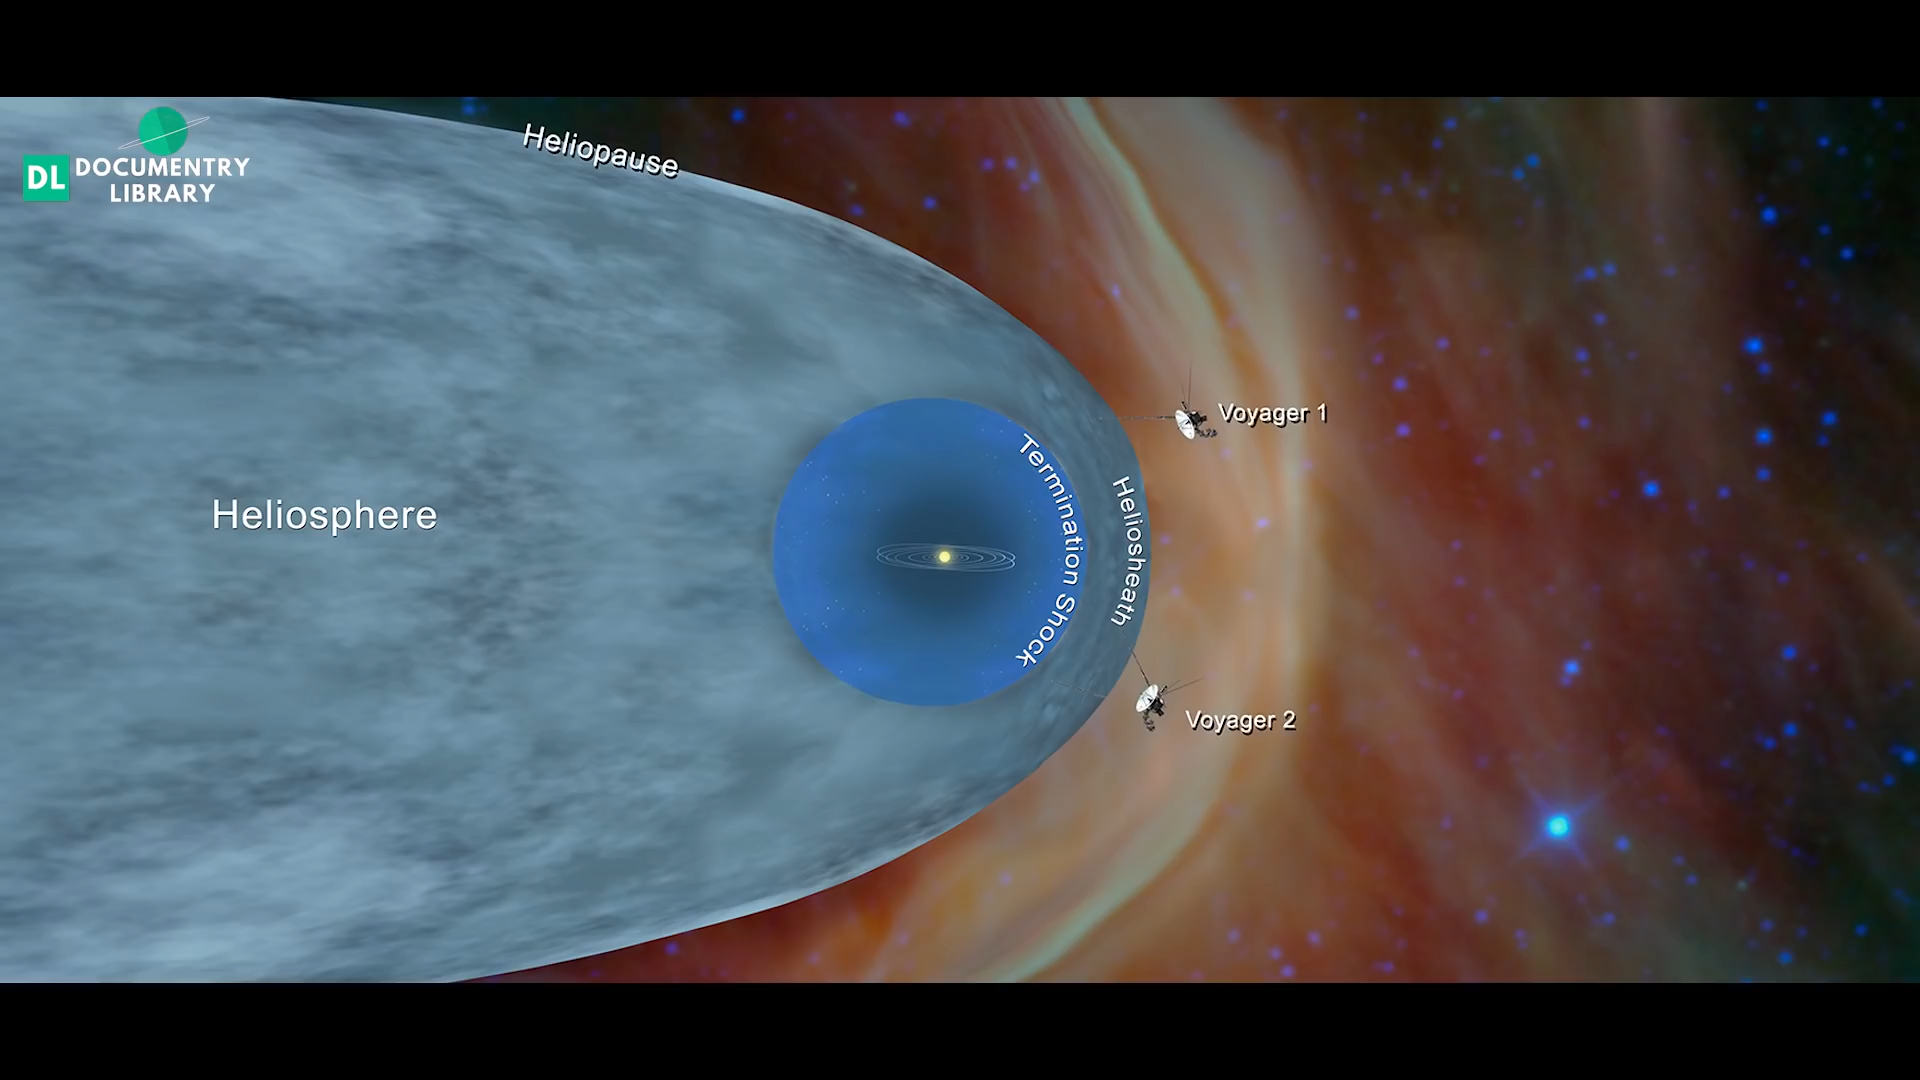 DL
DOCUMENTRY
LIBRARY
Heliopause
Voyager 1
Termination Shock
Heliosheath
Heliosphere
Voyager 2